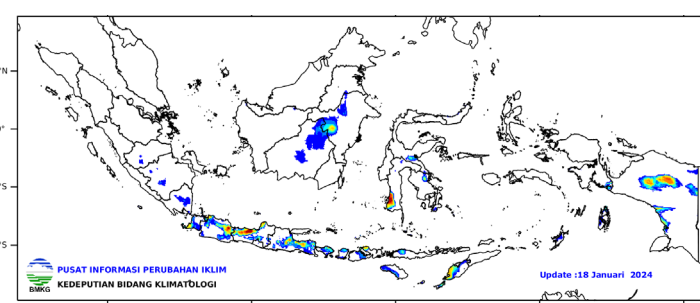 N
°
S
S
PUSAT INFORMASI PERUBAHAN IKLIM
KEDEPUTIAN BIDANG KLIMATOLOGI
BMKG
Update :18 Januari 2024